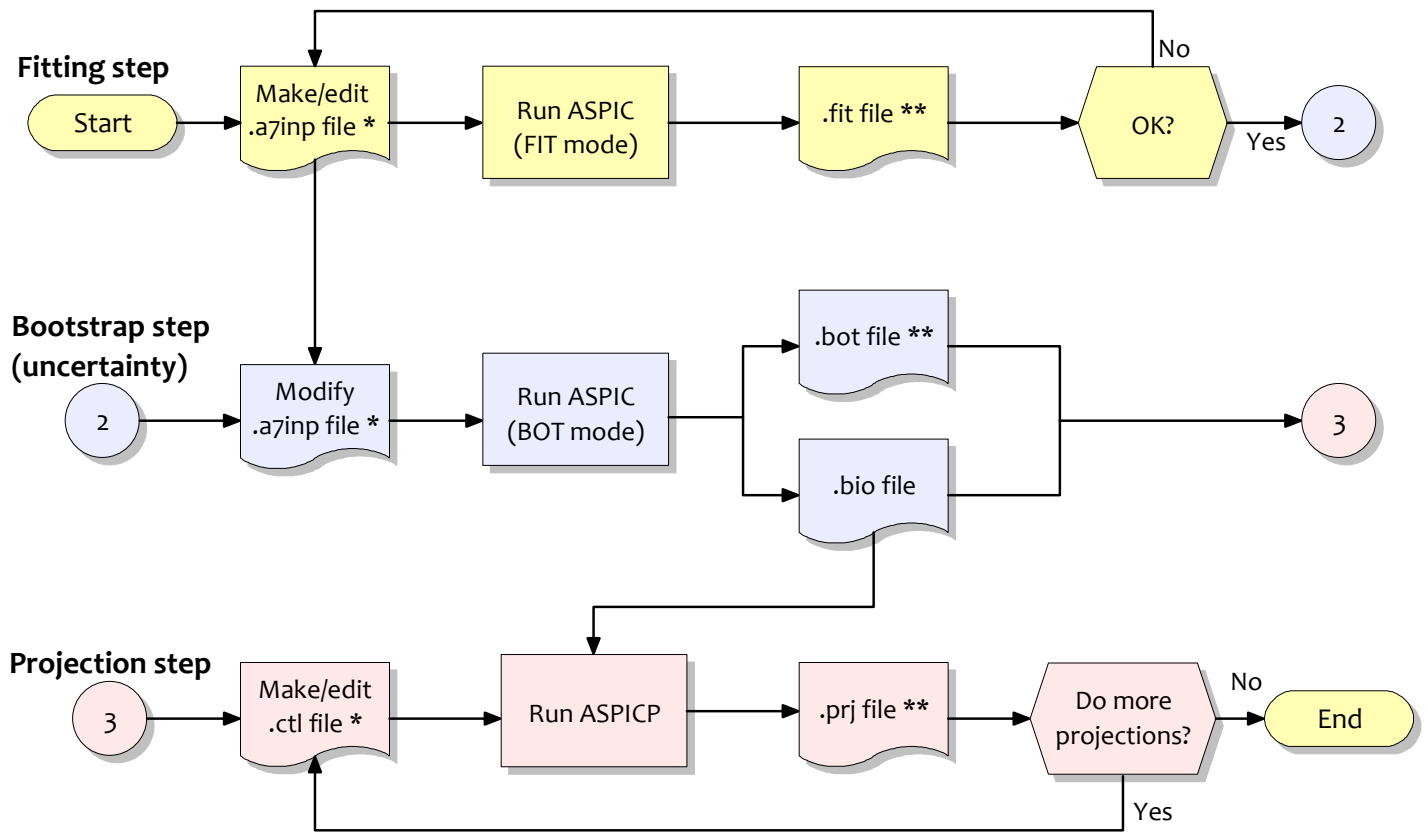 Fitting step
Start
Make/edit
.a7inp file *
Run ASPIC
(FIT mode)
.fit file **
OK?
No
Yes
2
Bootstrap step
(uncertainty)
2
Modify
.a7inp file *
Run ASPIC
(BOT mode)
.bot file **
.bio file
3
Projection step
3
Make/edit
.ctl file *
Run ASPICP
.prj file **
Do more
projections?
No
End
Yes